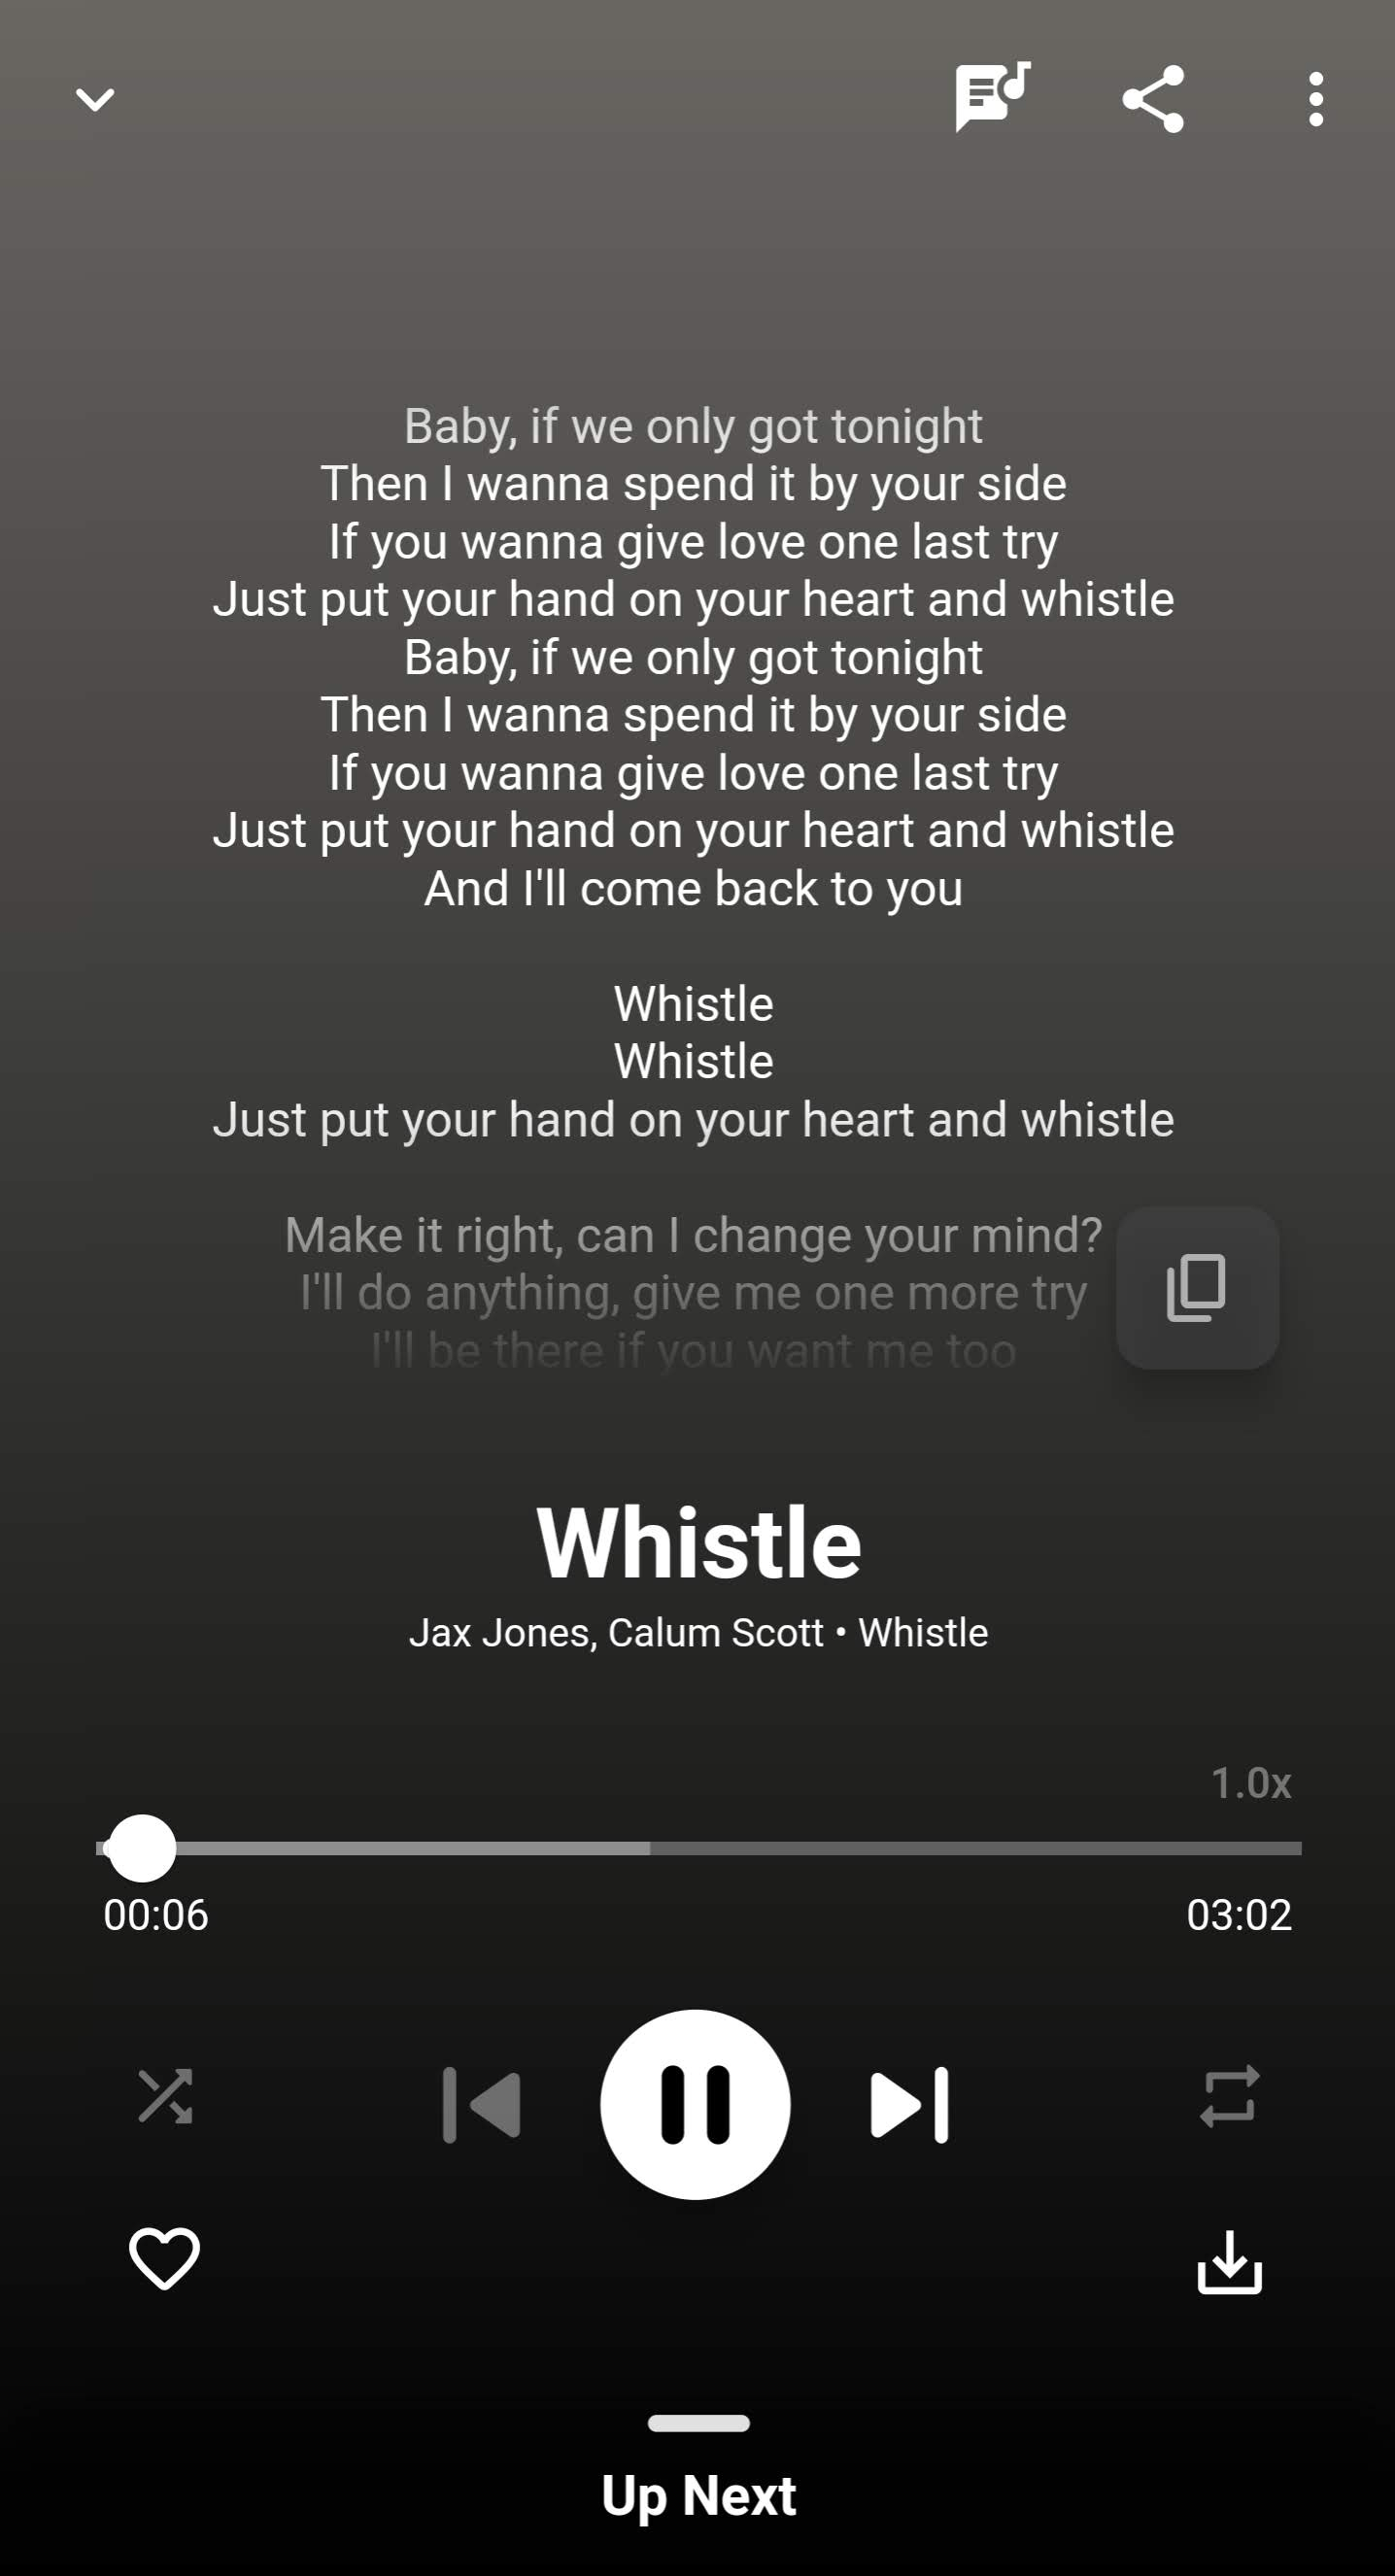 Baby, if we only got tonight
Then I wanna spend it by your side
If you wanna give love one last try
Just put your hand on your heart and whistle
Baby, if we only got tonight
Then I wanna spend it by your side
If you wanna give love one last try
Just put your hand on your heart and whistle
And I'll come back to you
Whistle
Whistle
Just put your hand on your heart and whistle
Make it right, can I change your mind?
I'll do anything, give me one more try
I'll be there if you want me too
Whistle
Jax Jones, Calum Scott • Whistle
1.0x
00:06 03:02
Up Next